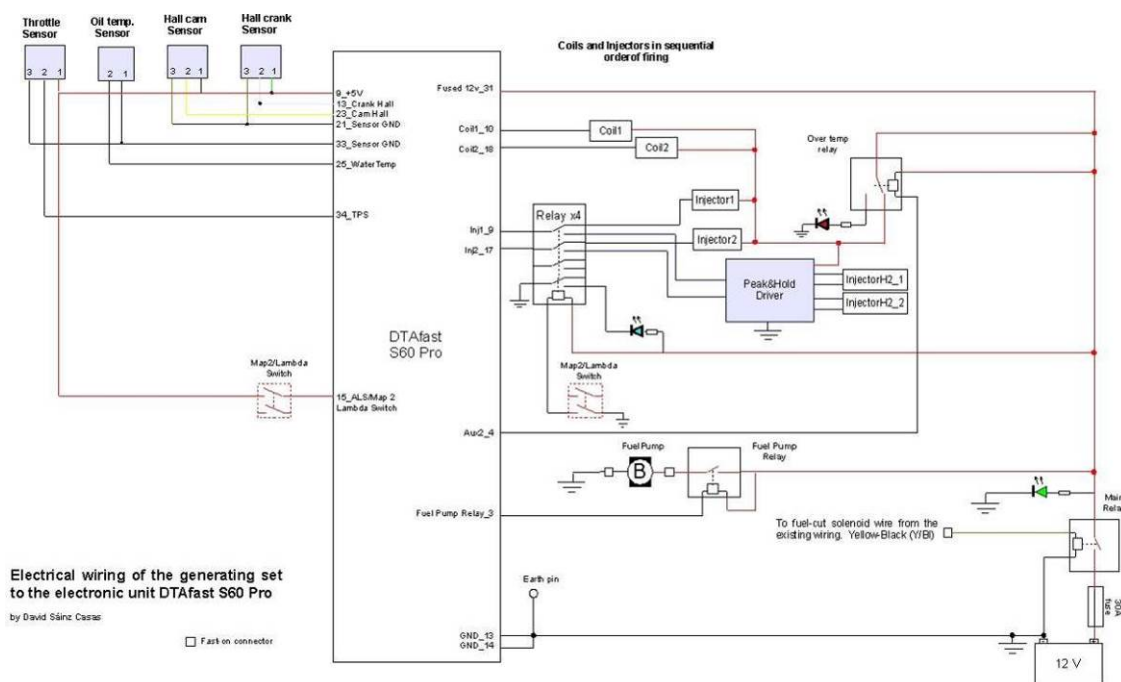 Throttle
Sensor
Oil temp.
Sensor
Hall cam
Sensor
Hall crank
Sensor
3 2 1
2 1
3 2 1
3 2 1
Coils and Injectors in sequential
orderof firing
9_+5V
13_Crank Hall
23_Cam Hall
21_Sensor GND
33_Sensor GND
25_WaterTemp
34_TPS
Fused 12v_31
Coil1_10
Coil2_18
Coil1
Coil2
Over temp
relay
Relay x4
Injector1
Injector2
Inj1_9
Inj2_17
Peak&Hold
Driver
InjectorH2_1
InjectorH2_2
DTAfast
S60 Pro
Map2/Lambda
Switch
Map2/Lambda
Switch
15_ALS/Map 2
Lambda Switch
Aux2_4
Fuel Pump
B
Fuel Pump
Relay
Fuel Pump Relay_3
To fuel-cut solenoid wire from the
existing wiring. Yellow-Black (Y/Bl)
Main
Rela
30A
fuse
Electrical wiring of the generating set
to the electronic unit DTAfast S60 Pro
by David Sáinz Casas
Fast on connector
Earth pin
GND_13
GND_14
12 V